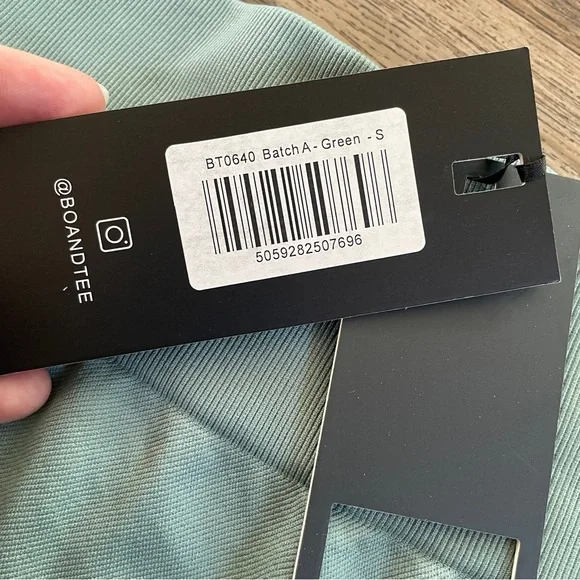 BT0640 Batch A - Green - S
5059282507696
@BOANDTEE